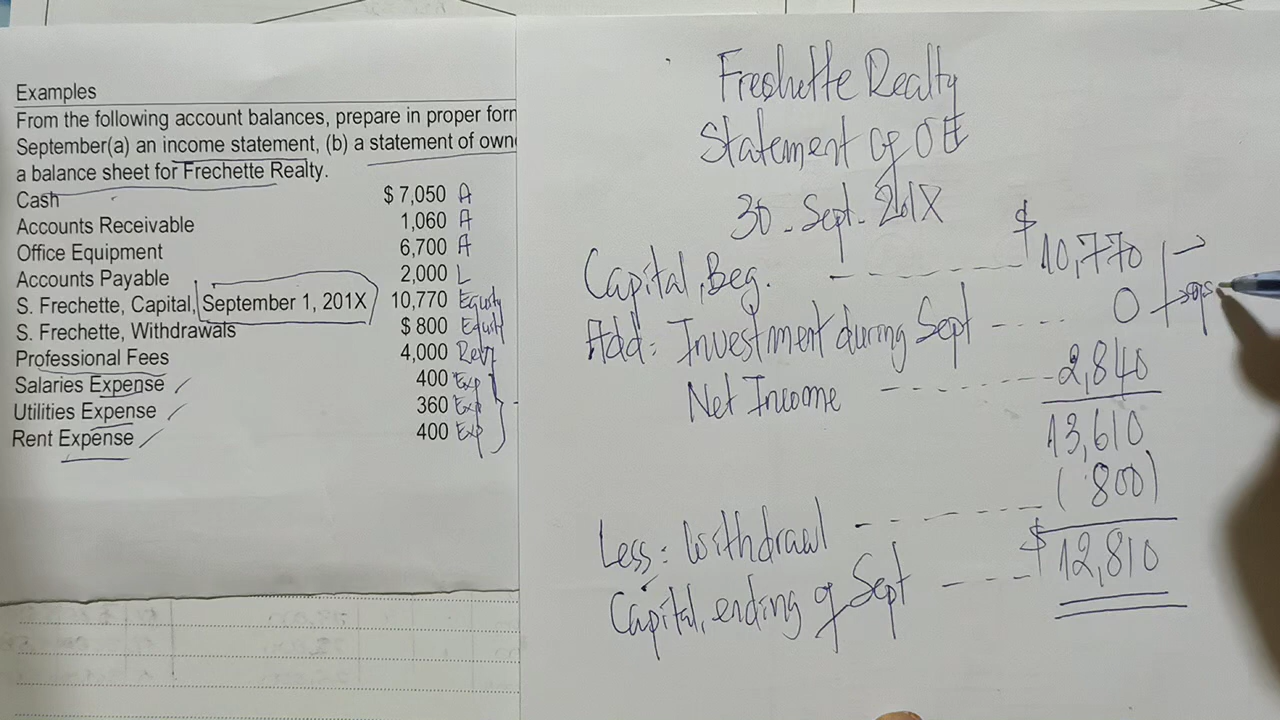 Examples
From the following account balances, prepare in proper form
September(a) an income statement, (b) a statement of own
a balance sheet for Frechette Realty.
Cash $ 7,050 A
Accounts Receivable 1,060 A
Office Equipment 6,700 A
Accounts Payable 2,000 L
S. Frechette, Capital, September 1, 201X 10,770 Equity
S. Frechette, Withdrawals $ 800 Equity
Professional Fees 4,000 Rev
Salaries Expense 400 Exp
Utilities Expense 360 Exp
Rent Expense 400 Exp
Freshette Realty
Statement of OE
30 - Sept - 201X
Capital, Beg. $ 10,770
Add: Investment during Sept 0
Net Income 2,840
13,610
Less: Withdrawl (800)
Capital, ending of Sept $ 12,810